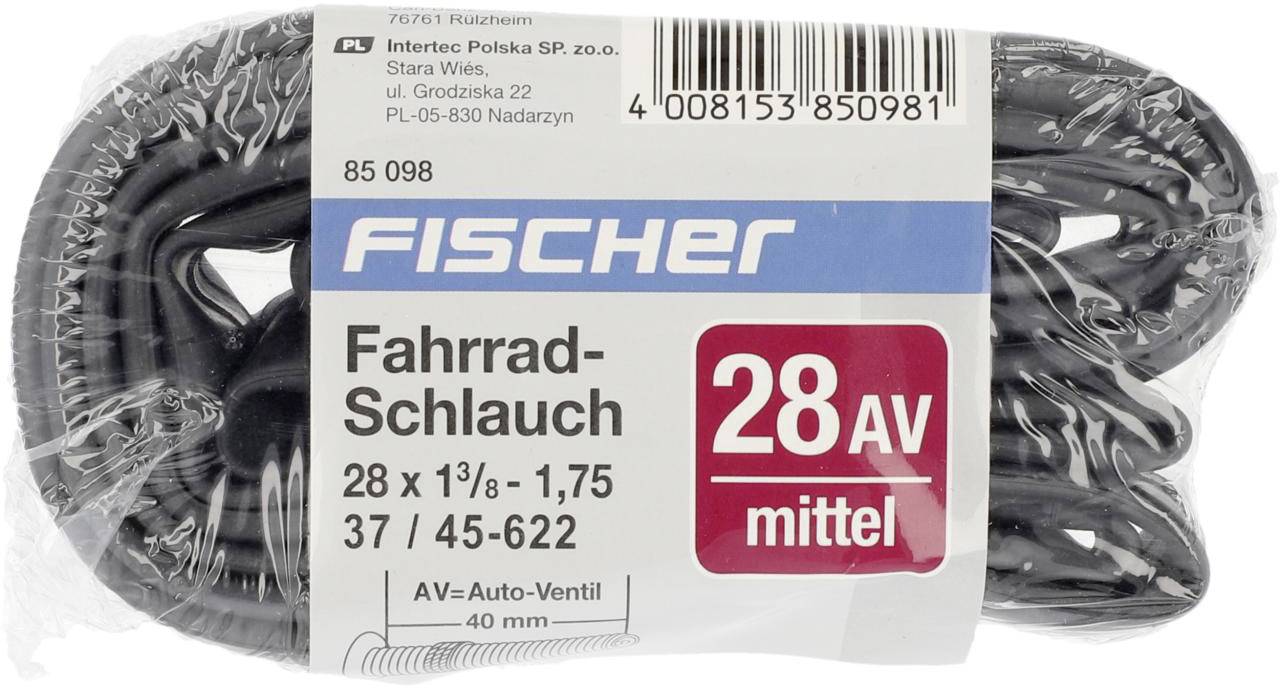 76761 Rülzheim
PL Intertec Polska SP. zo.o.
Stara Wiés,
ul. Grodziska 22
PL-05-830 Nadarzyn
4 008153 850981
85 098
FISCHER
Fahrrad-
Schlauch
28 x 1³/₈ - 1,75
37 / 45-622
28 AV
mittel
AV=Auto-Ventil
40 mm